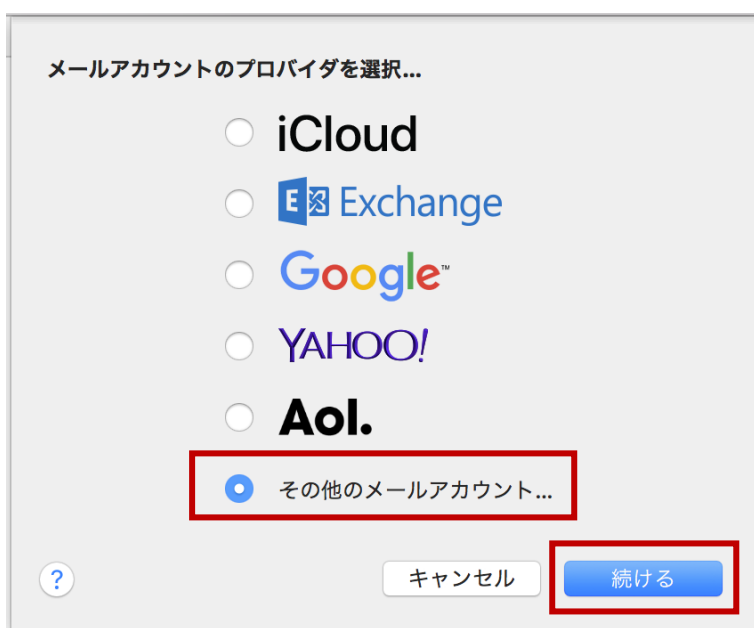 メールアカウントのプロバイダを選択...
iCloud
E Exchange
Google™
YAHOO!
Aol.
その他のメールアカウント...
? キャンセル 続ける